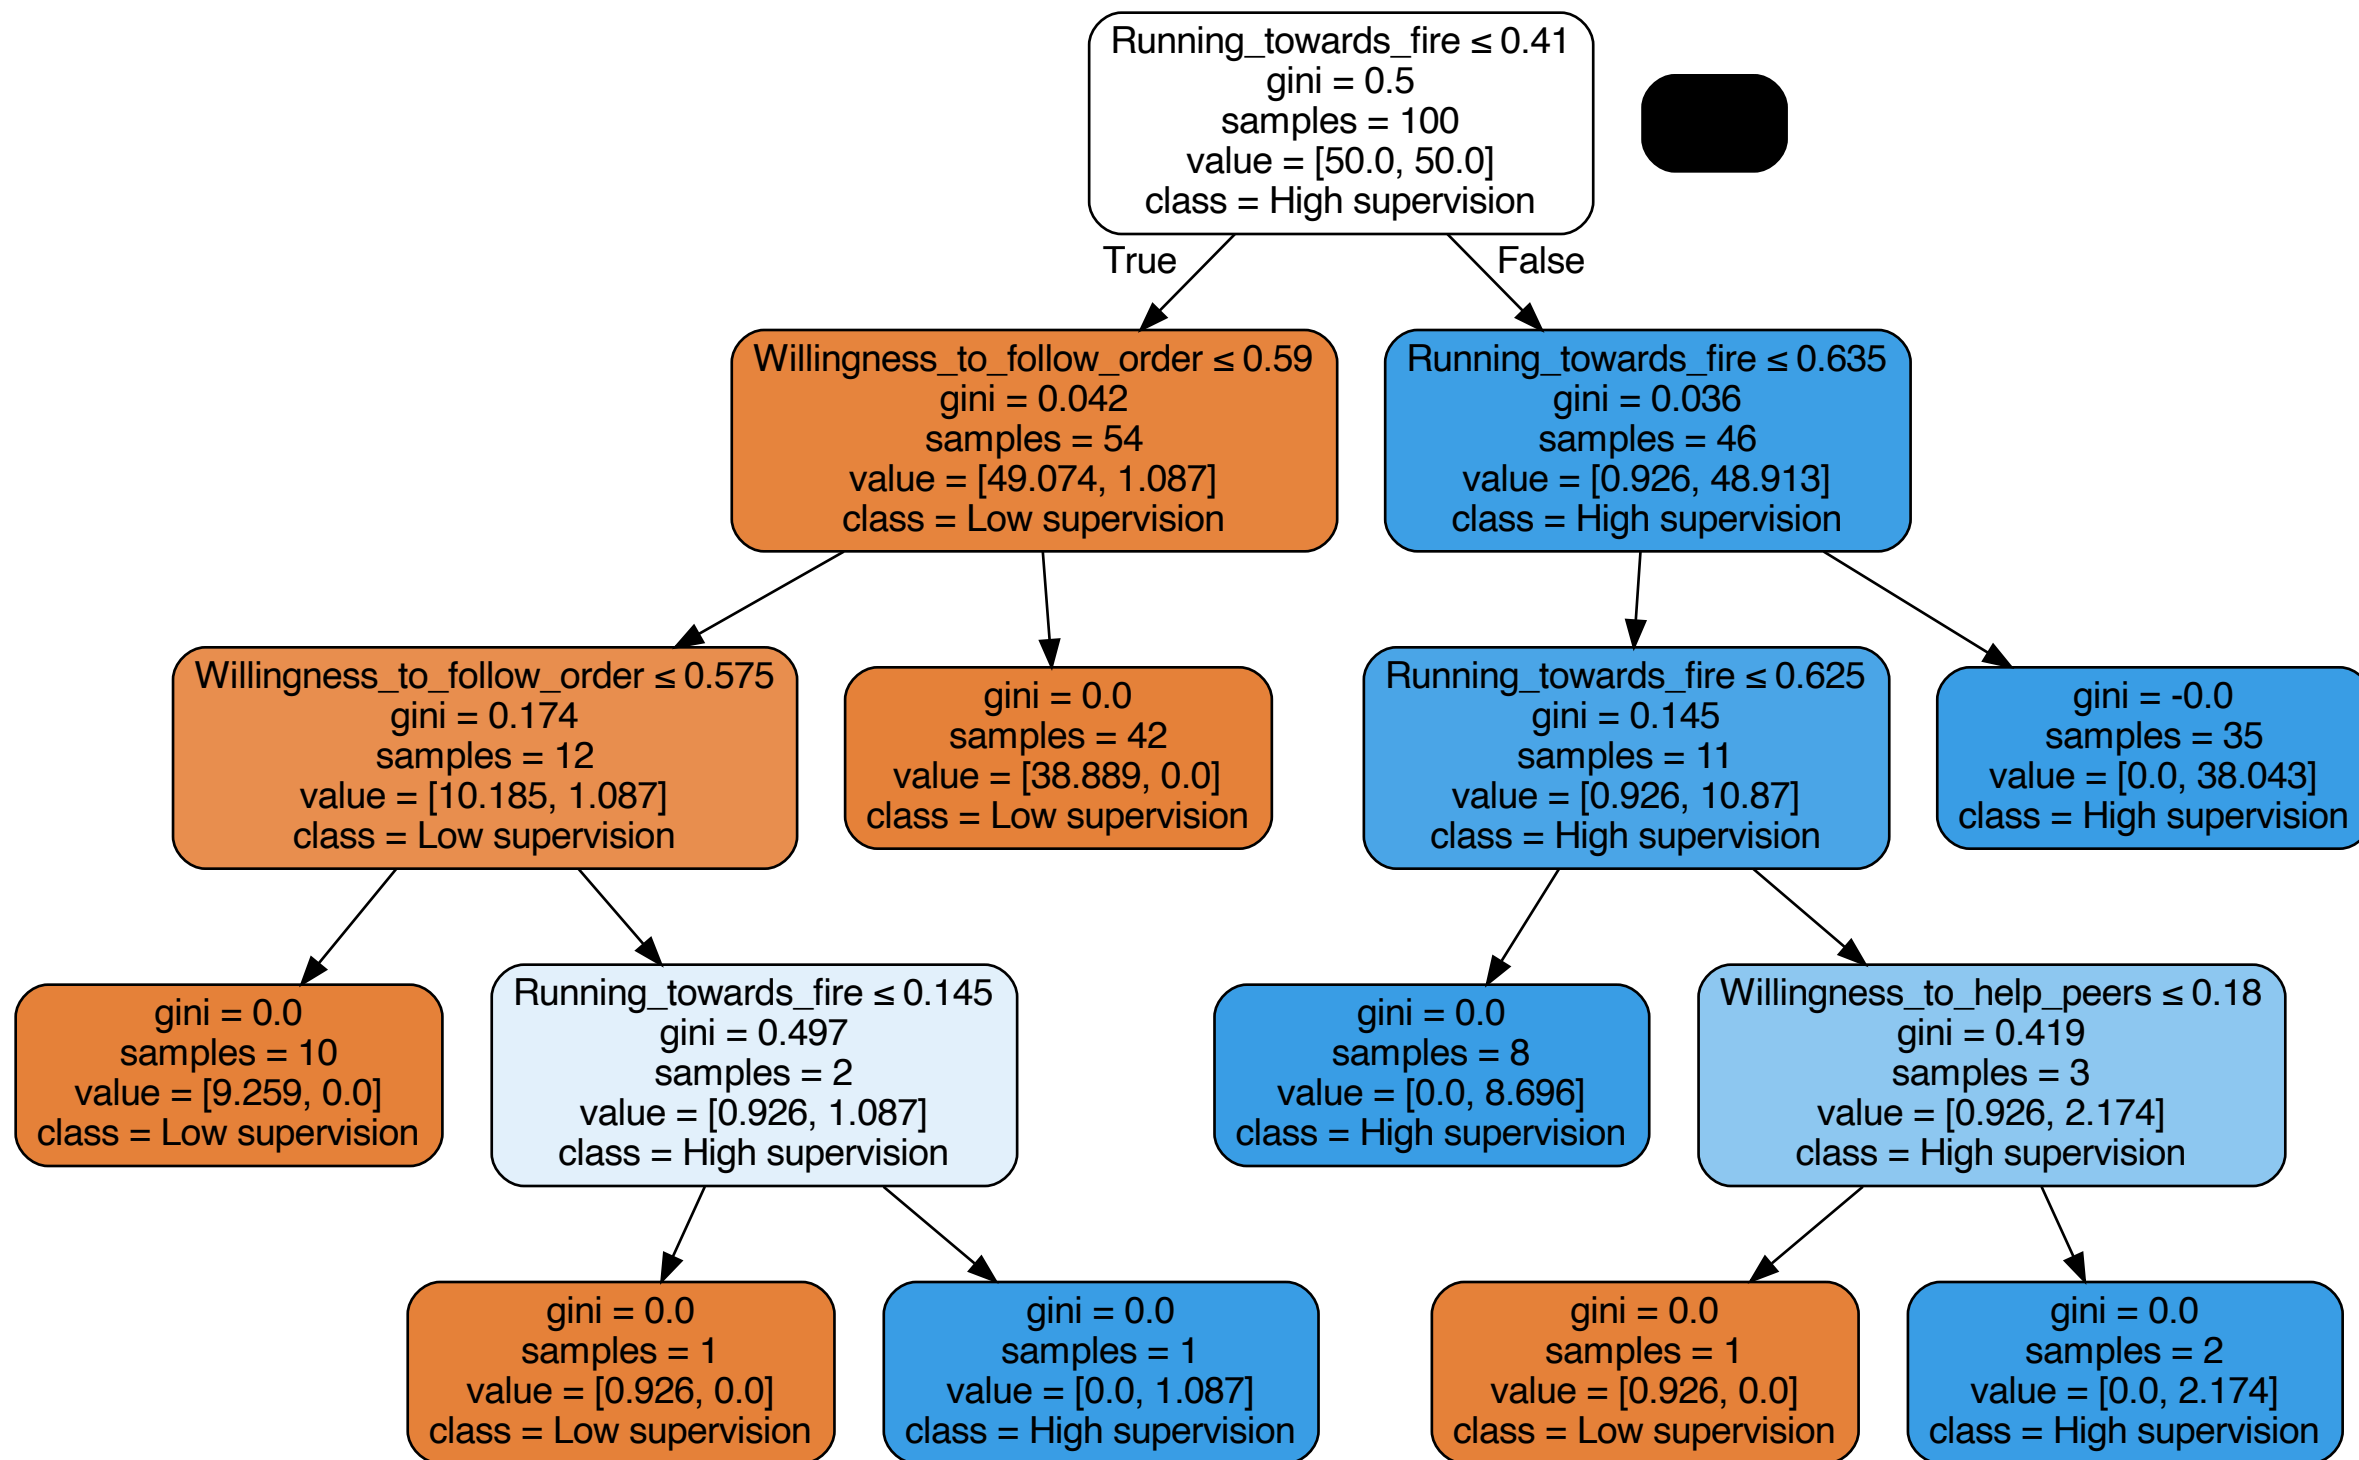 Running_towards_fire ≤ 0.41
gini = 0.5
samples = 100
value = [50.0, 50.0]
class = High supervision
True
False
Willingness_to_follow_order ≤ 0.59
gini = 0.042
samples = 54
value = [49.074, 1.087]
class = Low supervision
Running_towards_fire ≤ 0.635
gini = 0.036
samples = 46
value = [0.926, 48.913]
class = High supervision
Willingness_to_follow_order ≤ 0.575
gini = 0.174
samples = 12
value = [10.185, 1.087]
class = Low supervision
gini = 0.0
samples = 42
value = [38.889, 0.0]
class = Low supervision
Running_towards_fire ≤ 0.625
gini = 0.145
samples = 11
value = [0.926, 10.87]
class = High supervision
gini = -0.0
samples = 35
value = [0.0, 38.043]
class = High supervision
gini = 0.0
samples = 10
value = [9.259, 0.0]
class = Low supervision
Running_towards_fire ≤ 0.145
gini = 0.497
samples = 2
value = [0.926, 1.087]
class = High supervision
gini = 0.0
samples = 8
value = [0.0, 8.696]
class = High supervision
Willingness_to_help_peers ≤ 0.18
gini = 0.419
samples = 3
value = [0.926, 2.174]
class = High supervision
gini = 0.0
samples = 1
value = [0.926, 0.0]
class = Low supervision
gini = 0.0
samples = 1
value = [0.0, 1.087]
class = High supervision
gini = 0.0
samples = 1
value = [0.926, 0.0]
class = Low supervision
gini = 0.0
samples = 2
value = [0.0, 2.174]
class = High supervision